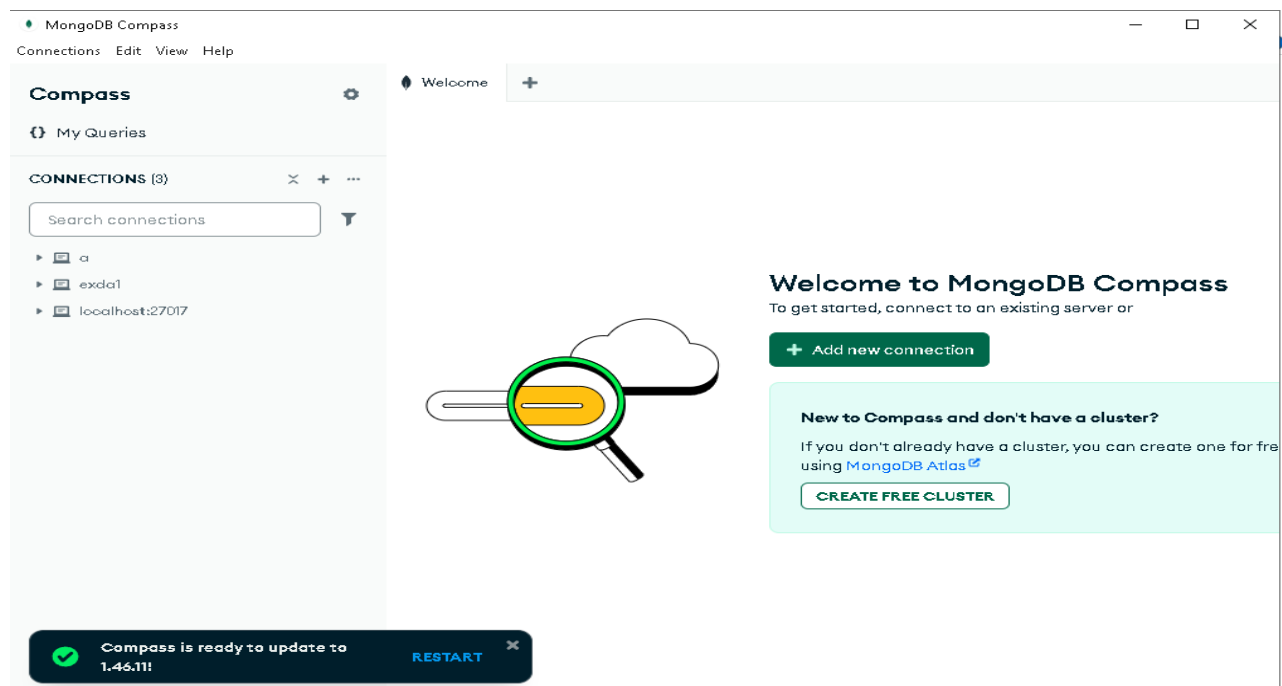 MongoDB Compass
Connections Edit View Help
Compass
Welcome
{} My Queries
CONNECTIONS (3)
Search connections
a
exda1
localhost:27017
Welcome to MongoDB Compass
To get started, connect to an existing server or
Add new connection
New to Compass and don't have a cluster?
If you don't already have a cluster, you can create one for fre
using MongoDB Atlas
CREATE FREE CLUSTER
Compass is ready to update to
1.46.11!
RESTART